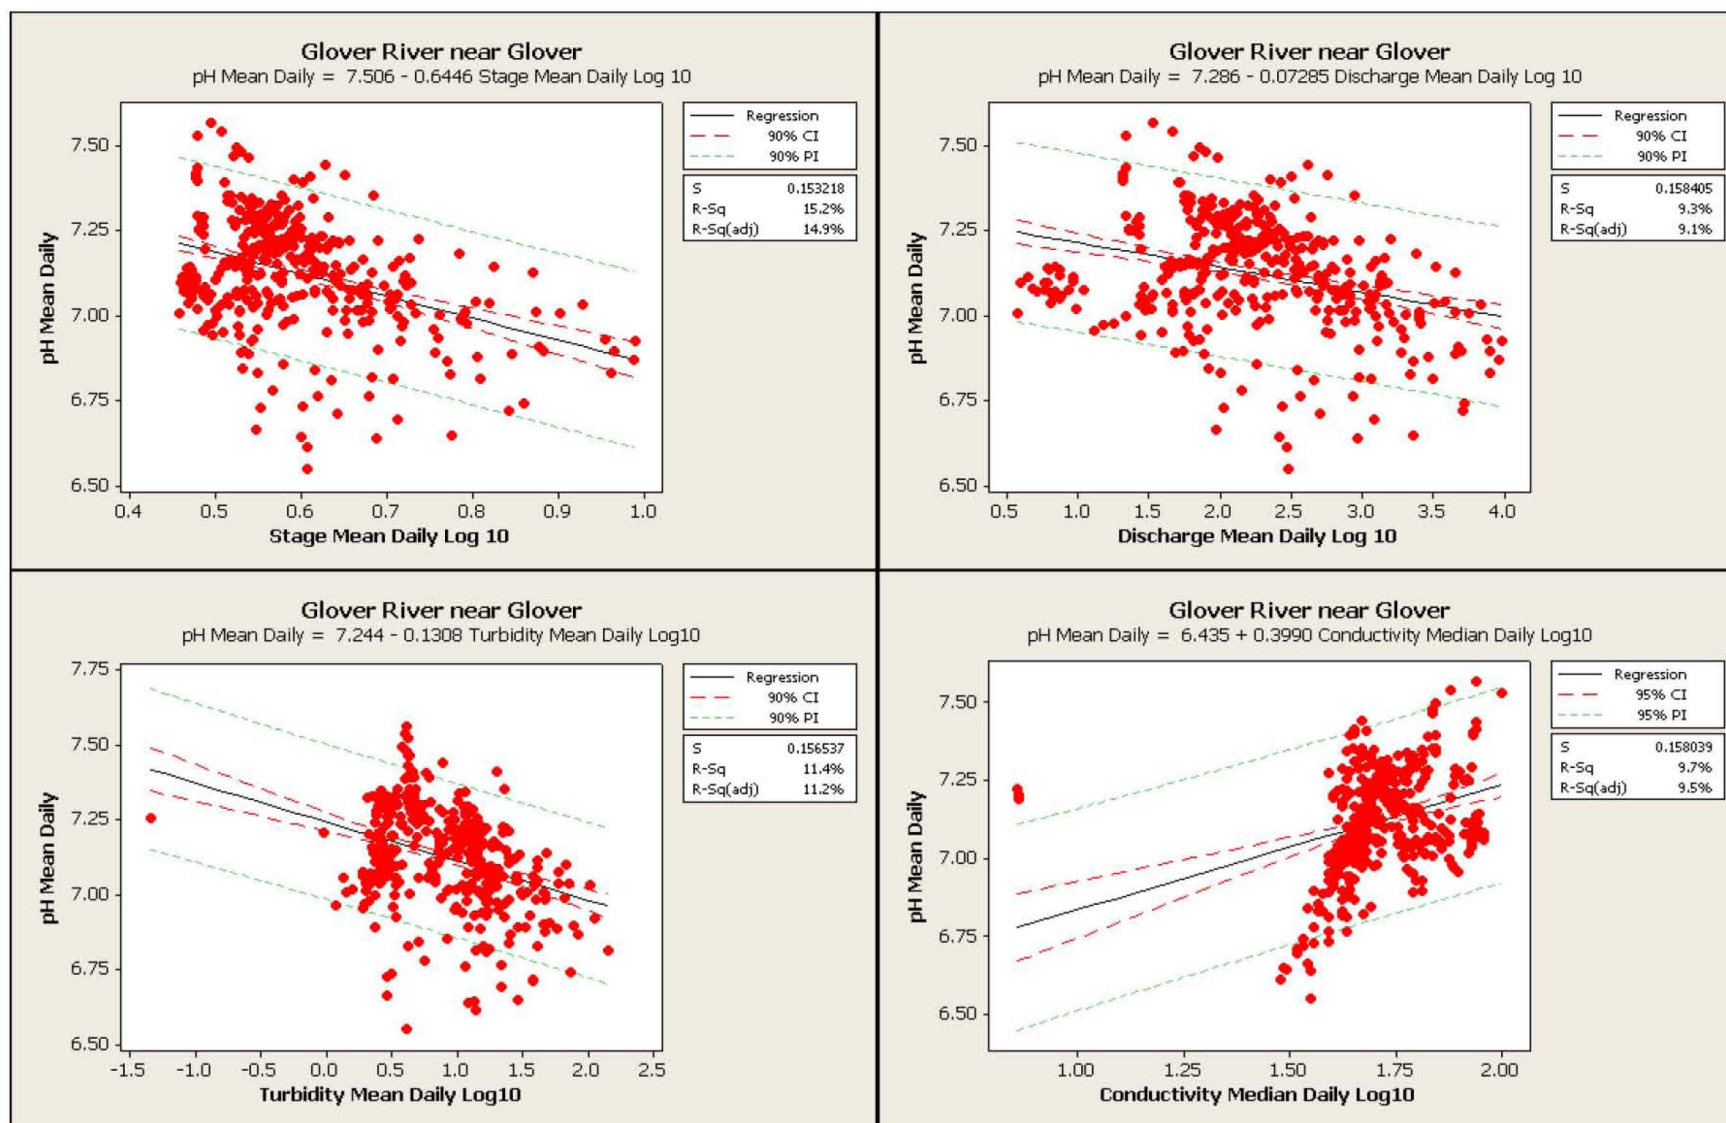 Glover River near Glover
pH Mean Daily = 7.506 - 0.6446 Stage Mean Daily Log 10
Regression
90% CI
90% PI
S 0.153218
R-Sq 15.2%
R-Sq(adj) 14.9%
pH Mean Daily
7.50
7.25
7.00
6.75
6.50
0.4 0.5 0.6 0.7 0.8 0.9 1.0
Stage Mean Daily Log 10
Glover River near Glover
pH Mean Daily = 7.286 - 0.07285 Discharge Mean Daily Log 10
Regression
90% CI
90% PI
S 0.158405
R-Sq 9.3%
R-Sq(adj) 9.1%
pH Mean Daily
7.50
7.25
7.00
6.75
6.50
0.5 1.0 1.5 2.0 2.5 3.0 3.5 4.0
Discharge Mean Daily Log 10
Glover River near Glover
pH Mean Daily = 7.244 - 0.1308 Turbidity Mean Daily Log10
Regression
90% CI
90% PI
S 0.156537
R-Sq 11.4%
R-Sq(adj) 11.2%
pH Mean Daily
7.75
7.50
7.25
7.00
6.75
6.50
-1.5 -1.0 -0.5 0.0 0.5 1.0 1.5 2.0 2.5
Turbidity Mean Daily Log10
Glover River near Glover
pH Mean Daily = 6.435 + 0.3990 Conductivity Median Daily Log10
Regression
95% CI
95% PI
S 0.158039
R-Sq 9.7%
R-Sq(adj) 9.5%
pH Mean Daily
7.50
7.25
7.00
6.75
6.50
1.00 1.25 1.50 1.75 2.00
Conductivity Median Daily Log10